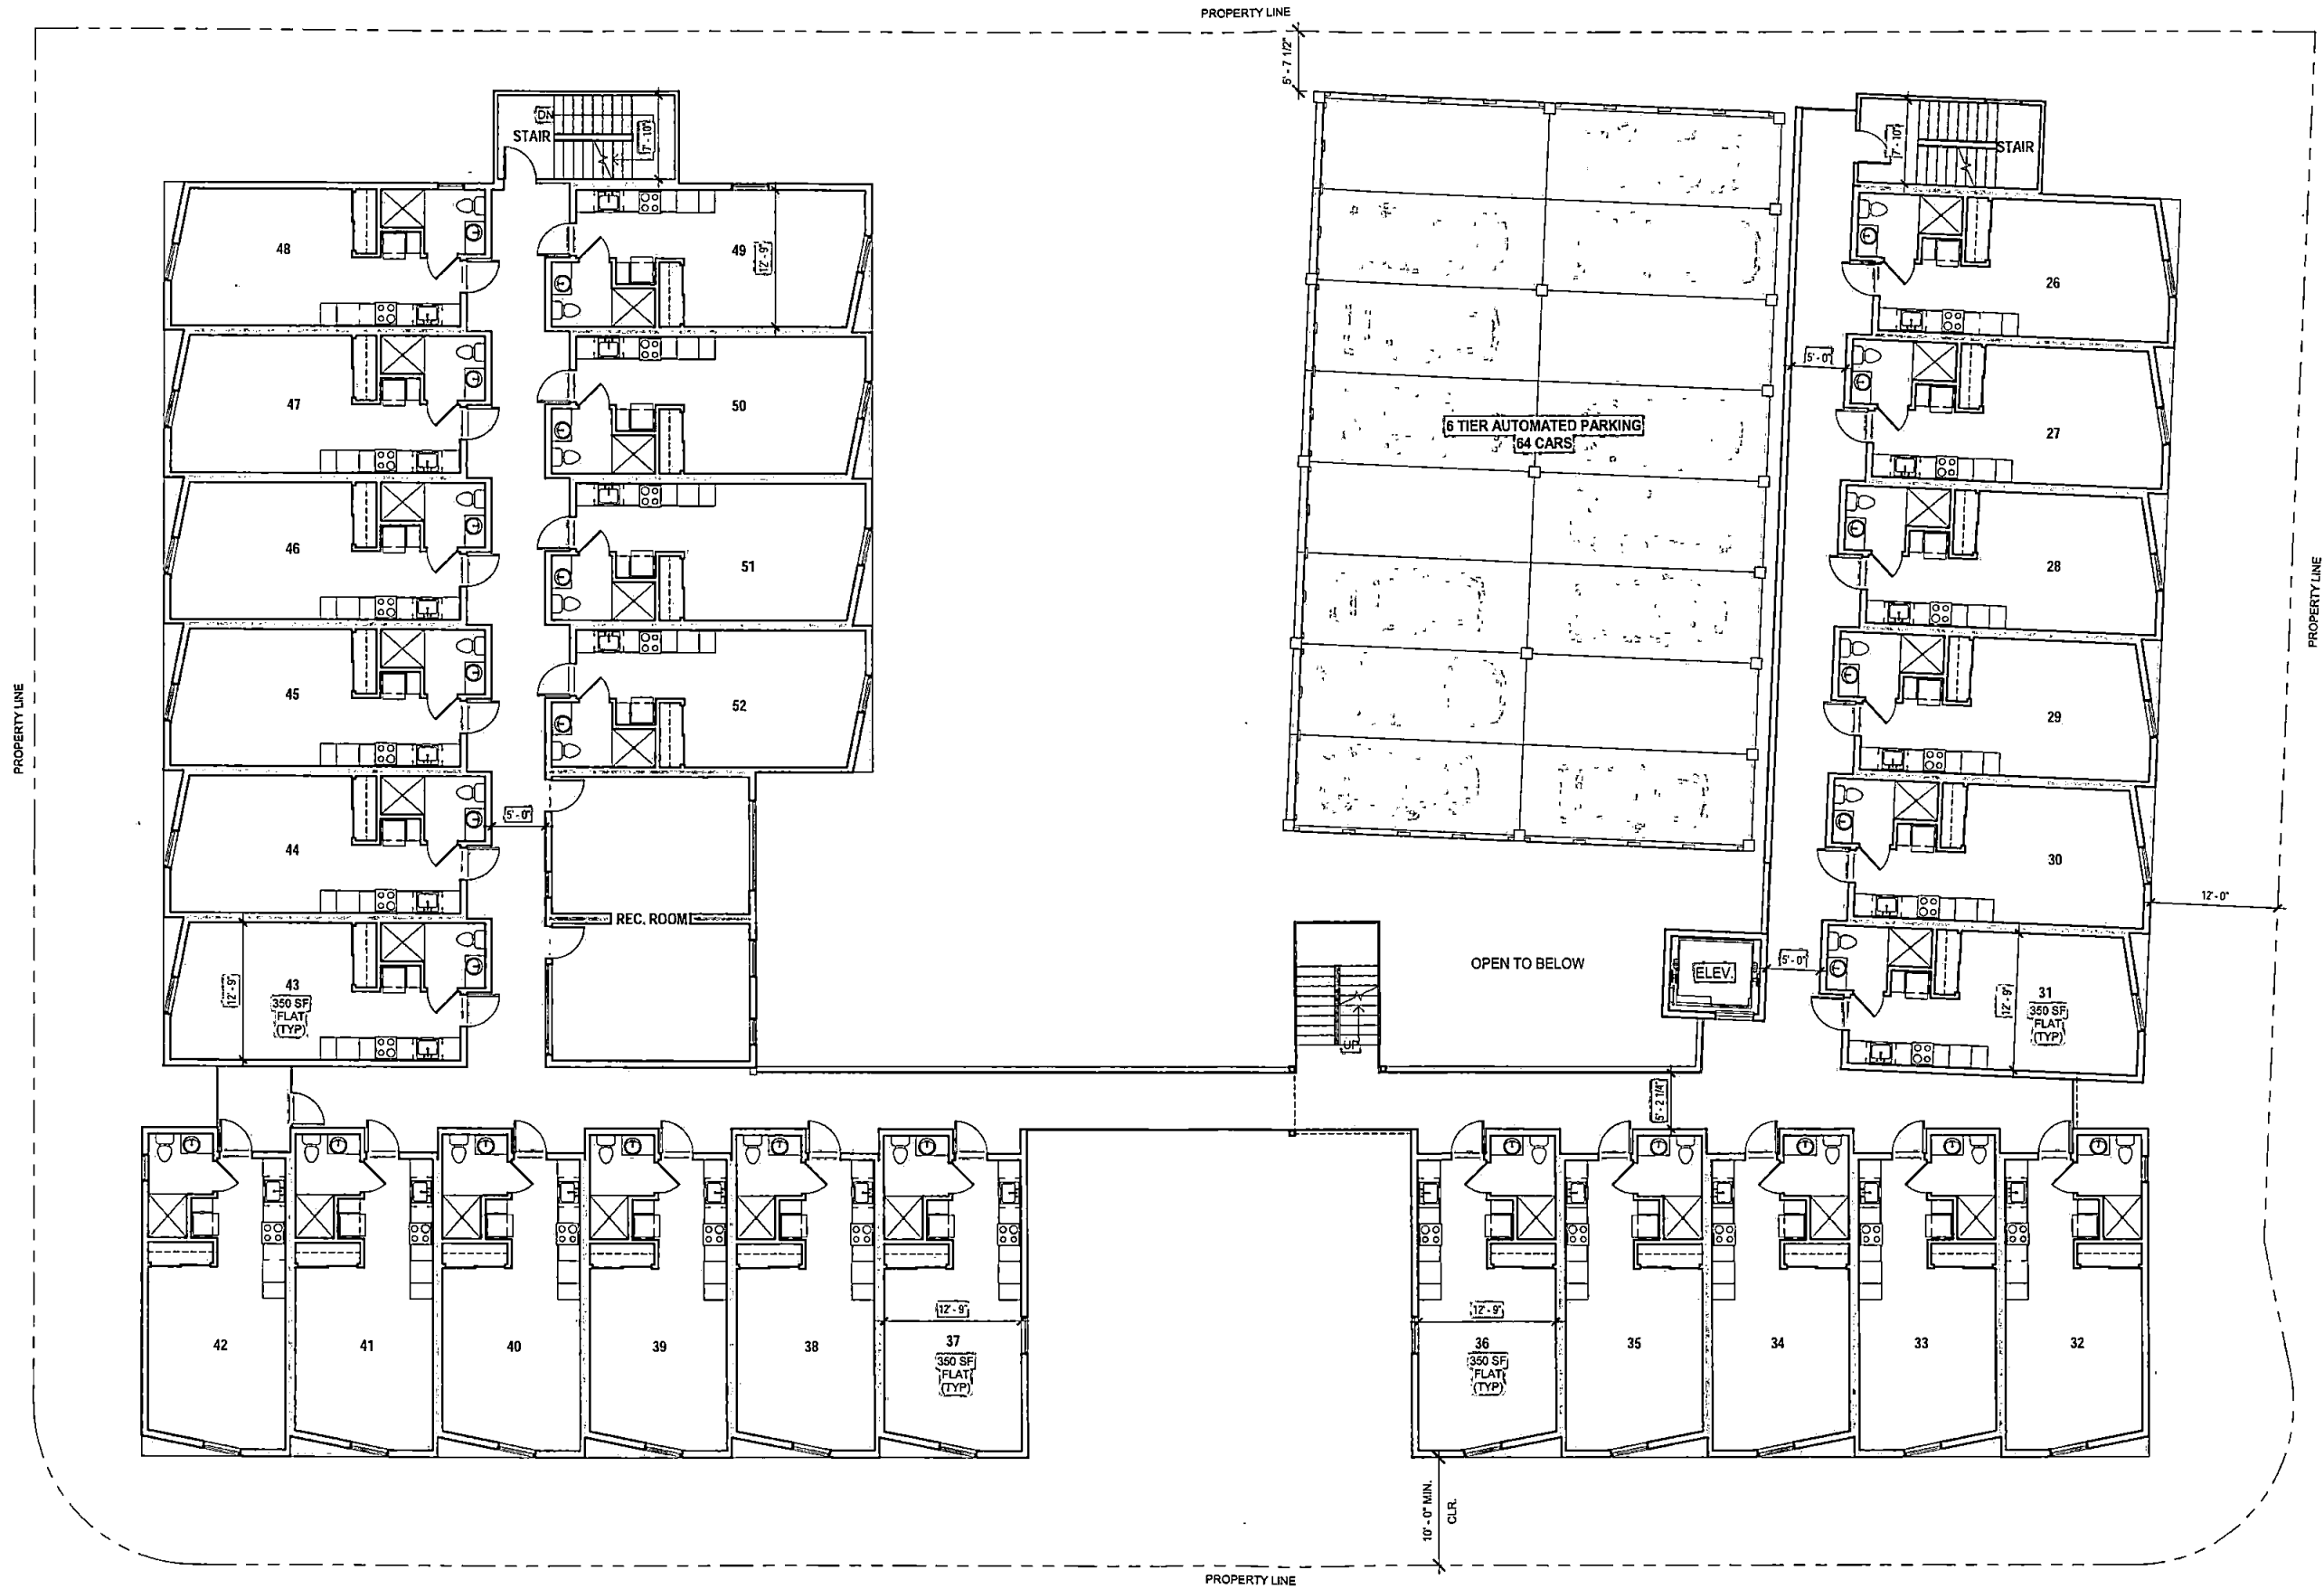 PROPERTY LINE
5' - 7 1/2"
DN
STAIR
7' - 10"
7' - 10"
STAIR
48
49
12' - 9"
26
47
50
5' - 0"
27
6 TIER AUTOMATED PARKING
64 CARS
46
51
28
PROPERTY LINE
45
52
29
PROPERTY LINE
44
5' - 0"
30
12' - 0"
REC. ROOM
OPEN TO BELOW
ELEV.
5' - 0"
43
350 SF
FLAT
(TYP)
12' - 9"
12' - 9"
31
350 SF
FLAT
(TYP)
UP
5' - 2 1/4"
12' - 9"
12' - 9"
42
41
40
39
38
37
350 SF
FLAT
(TYP)
36
350 SF
FLAT
(TYP)
35
34
33
32
10' - 0" MIN.
CLR.
PROPERTY LINE